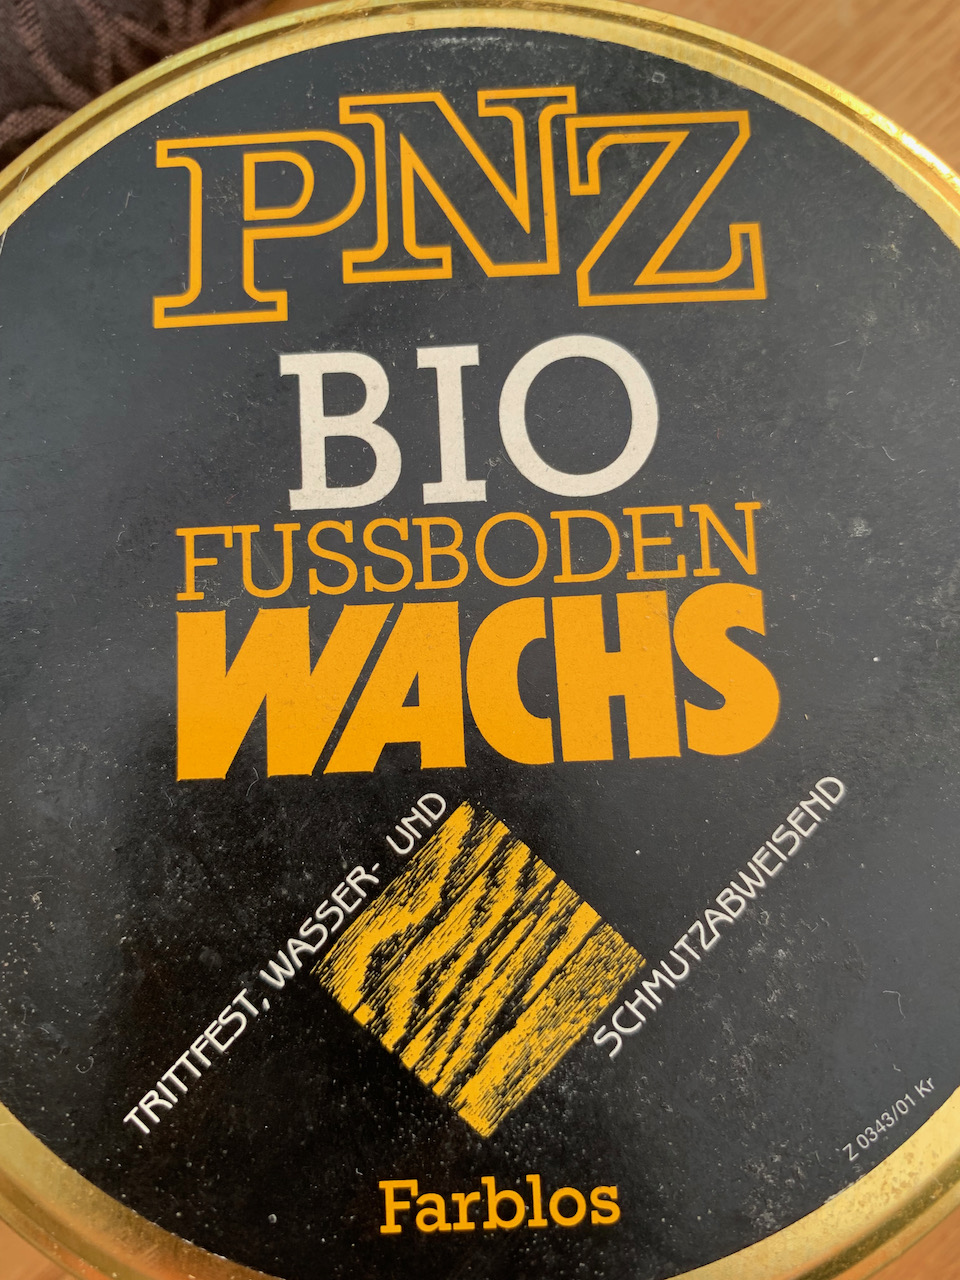 PNZ
BIO
FUSSBODEN
WACHS
TRITTFEST, WASSER- UND
SCHMUTZABWEISEND
Farblos
Z 0343/01 Kr